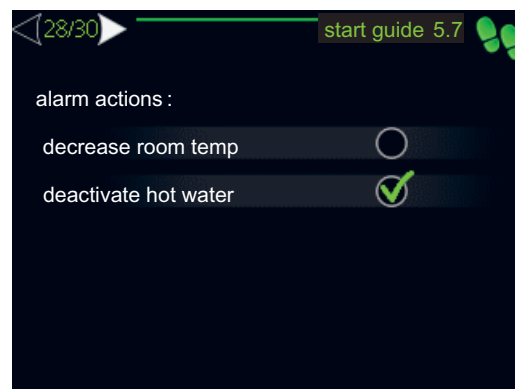 28/30
start guide 5.7
alarm actions :
decrease room temp
deactivate hot water